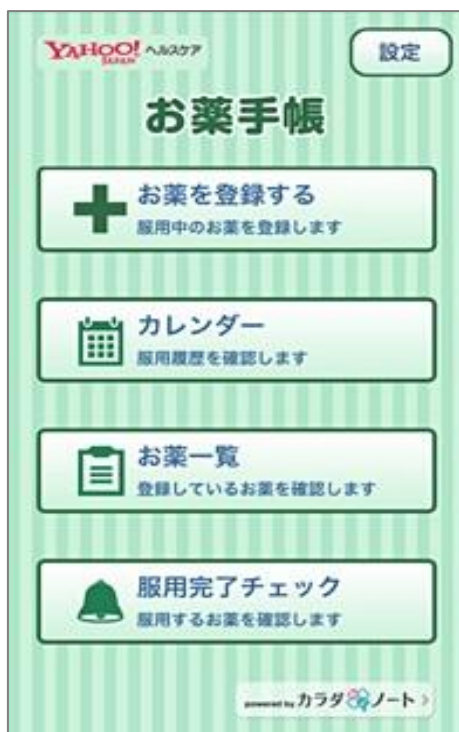 YAHOO! JAPAN ヘルスケア
設定
お薬手帳
お薬を登録する
服用中のお薬を登録します
カレンダー
服用履歴を確認します
お薬一覧
登録しているお薬を確認します
服用完了チェック
服用するお薬を確認します
powered by カラダノート